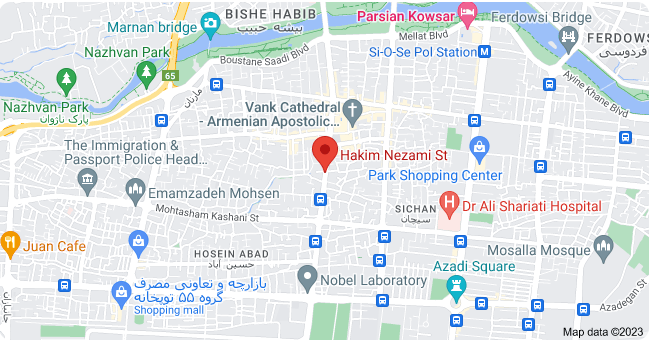 BISHE HABIB
بیشه حبیب
Parsian Kowsar
Ferdowsi Bridge
Marnan bridge
Mellat Blvd
FERDOWS
فردوسی
Nazhvan Park
Boustane Saadi Blvd
Si-O-Se Pol Station
65
Ayine Khane Blvd
مارنان
Nazhvan Park
پارک ناژوان
Vank Cathedral
- Armenian Apostolic...
The Immigration &
Passport Police Head...
Hakim Nezami St
Park Shopping Center
Emamzadeh Mohsen
Mohtasham Kashani St
SICHAN
سیچان
Dr Ali Shariati Hospital
Juan Cafe
HOSEIN ABAD
حسین آباد
Mosalla Mosque
Nobel Laboratory
Azadi Square
بازارچه و تعاونی مصرف
گروه ۵۵ توپخانه
Shopping mall
Azadegan St
Map data ©2023